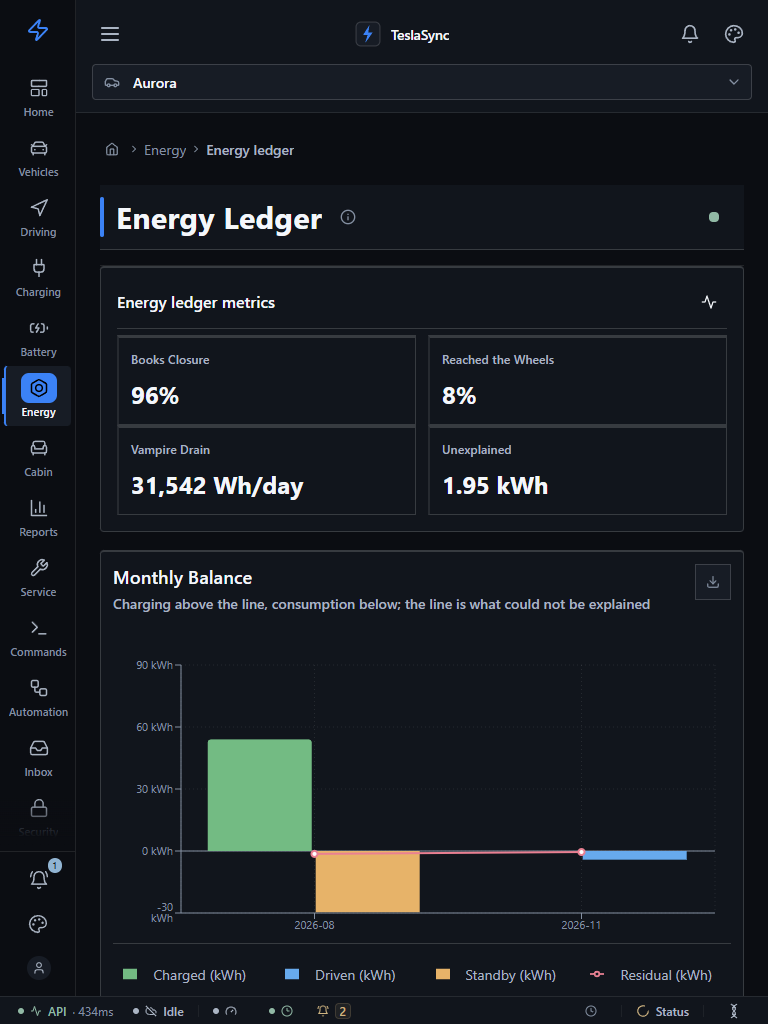 TeslaSync
Aurora
Home
Vehicles
Driving
Charging
Battery
Energy
Cabin
Reports
Service
Commands
Automation
Inbox
Security
1
Energy
Energy ledger
Energy Ledger
Energy ledger metrics
Books Closure
96%
Reached the Wheels
8%
Vampire Drain
31,542 Wh/day
Unexplained
1.95 kWh
Monthly Balance
Charging above the line, consumption below; the line is what could not be explained
90 kWh
60 kWh
30 kWh
0 kWh
-30
kWh
2026-08
2026-11
Charged (kWh)
Driven (kWh)
Standby (kWh)
Residual (kWh)
API · 434ms
Idle
2
Status